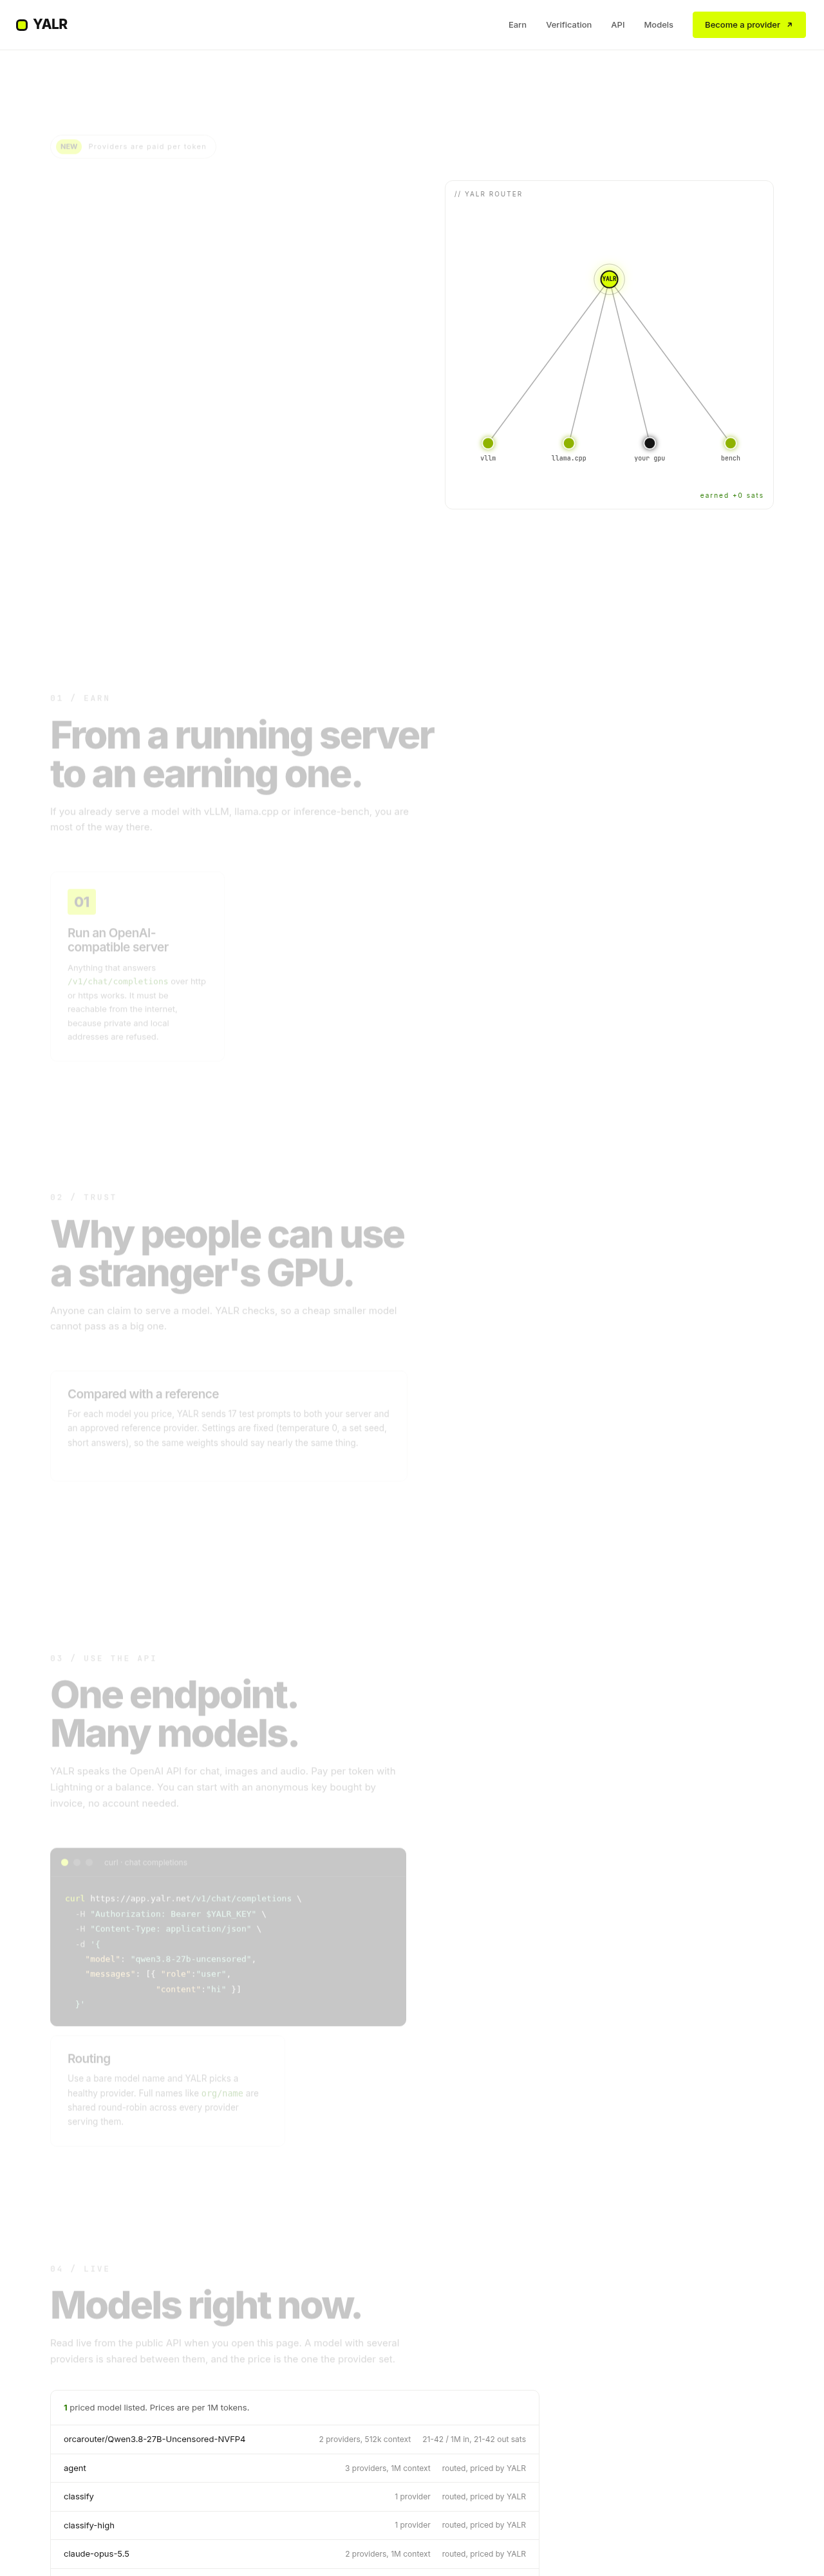 YALR
Earn Verification API Models Become a provider ↗
NEW Providers are paid per token
// YALR ROUTER
YALR
vllm llama.cpp your gpu bench
earned +0 sats
01 / EARN
From a running server
to an earning one.
If you already serve a model with vLLM, llama.cpp or inference-bench, you are
most of the way there.
01
Run an OpenAI-
compatible server
Anything that answers
/v1/chat/completions over http
or https works. It must be
reachable from the internet,
because private and local
addresses are refused.
02 / TRUST
Why people can use
a stranger's GPU.
Anyone can claim to serve a model. YALR checks, so a cheap smaller model
cannot pass as a big one.
Compared with a reference
For each model you price, YALR sends 17 test prompts to both your server and
an approved reference provider. Settings are fixed (temperature 0, a set seed,
short answers), so the same weights should say nearly the same thing.
03 / USE THE API
One endpoint.
Many models.
YALR speaks the OpenAI API for chat, images and audio. Pay per token with
Lightning or a balance. You can start with an anonymous key bought by
invoice, no account needed.
curl · chat completions
curl https://app.yalr.net/v1/chat/completions \
-H "Authorization: Bearer $YALR_KEY" \
-H "Content-Type: application/json" \
-d '{
"model": "qwen3.8-27b-uncensored",
"messages": [{ "role":"user",
"content":"hi" }]
}'
Routing
Use a bare model name and YALR picks a
healthy provider. Full names like org/name are
shared round-robin across every provider
serving them.
04 / LIVE
Models right now.
Read live from the public API when you open this page. A model with several
providers is shared between them, and the price is the one the provider set.
1 priced model listed. Prices are per 1M tokens.
orcarouter/Qwen3.8-27B-Uncensored-NVFP4 2 providers, 512k context 21-42 / 1M in, 21-42 out sats
agent 3 providers, 1M context routed, priced by YALR
classify 1 provider routed, priced by YALR
classify-high 1 provider routed, priced by YALR
claude-opus-5.5 2 providers, 1M context routed, priced by YALR